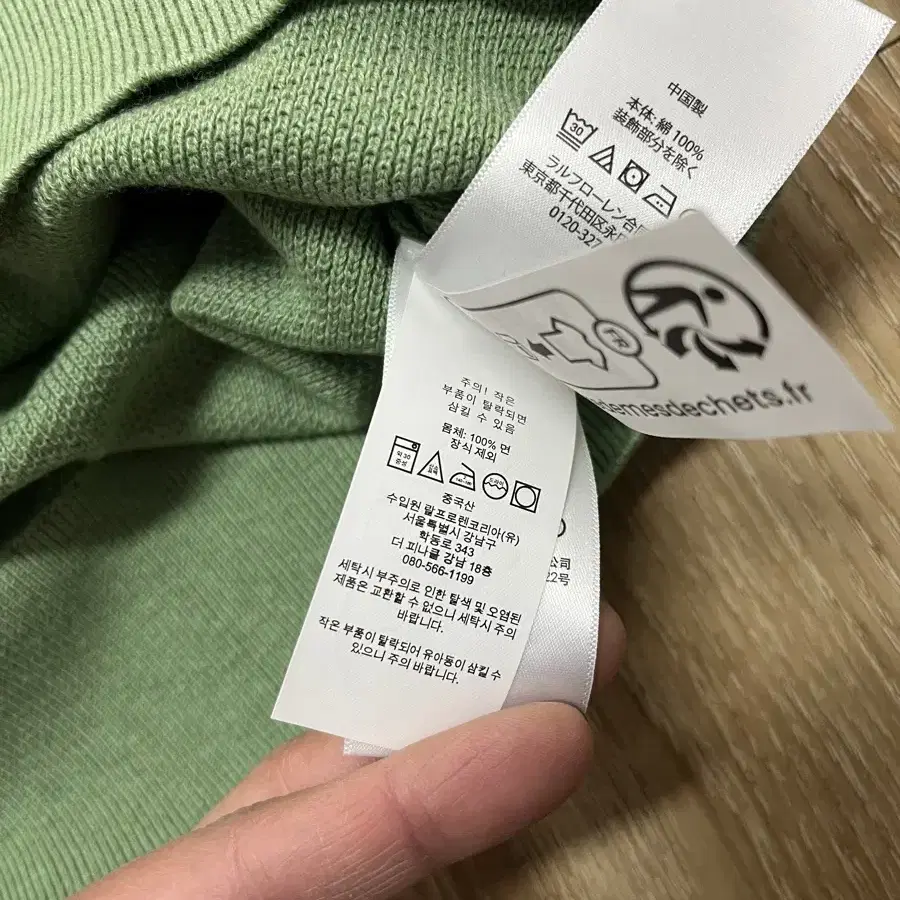 中国製
本体: 綿 100%
装飾部分を除く
30
ラルフローレン合
東京都千代田区永
0120-327
FR
demesdechets.fr
주의! 작은
부품이 탈락되면
삼킬 수 있음
몸체: 100% 면
장식 제외
약 30
중성
중국산
수입원 랄프로렌코리아(유)
서울특별시 강남구
학동로 343
더 피나클 강남 18층
080-566-1199
세탁시 부주의로 인한 탈색 및 오염된
제품은 교환할 수 없으니 세탁시 주의
바랍니다.
작은 부품이 탈락되어 유아동이 삼킬 수
있으니 주의 바랍니다.
公司
22号